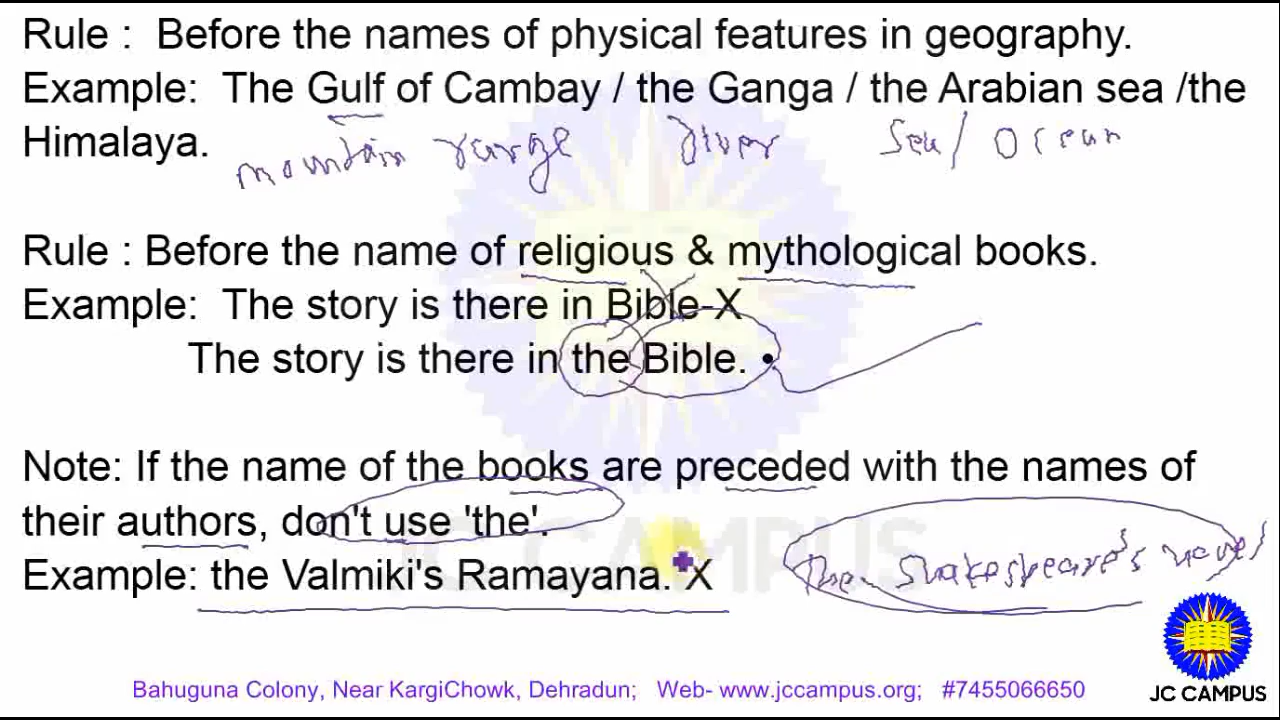 Rule : Before the names of physical features in geography.
Example: The Gulf of Cambay / the Ganga / the Arabian sea /the
Himalaya.
mountain range river Sea/ Ocean
Rule : Before the name of religious & mythological books.
Example: The story is there in Bible-X
The story is there in the Bible. •
Note: If the name of the books are preceded with the names of
their authors, don't use 'the'.
Example: the Valmiki's Ramayana. X
The Shakespeare's novel
JC CAMPUS
Bahuguna Colony, Near KargiChowk, Dehradun; Web- www.jccampus.org; #7455066650
JC CAMPUS